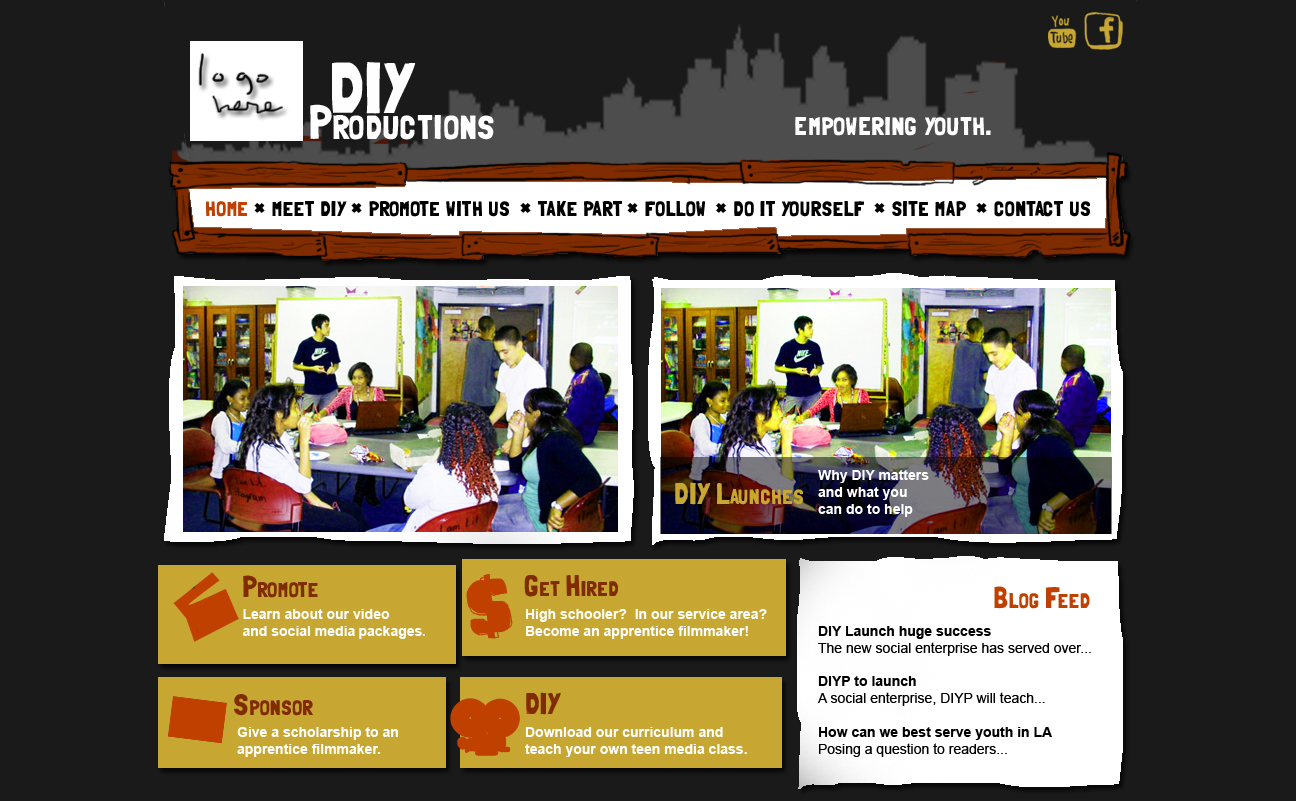 You
Tube
f
logo
here
DIY
PRODUCTIONS
EMPOWERING YOUTH.
HOME × MEET DIY × PROMOTE WITH US × TAKE PART × FOLLOW × DO IT YOURSELF × SITE MAP × CONTACT US
DIY LAUNCHES
Why DIY matters
and what you
can do to help
PROMOTE
Learn about our video
and social media packages.
$
GET HIRED
High schooler? In our service area?
Become an apprentice filmmaker!
SPONSOR
Give a scholarship to an
apprentice filmmaker.
DIY
Download our curriculum and
teach your own teen media class.
BLOG FEED
DIY Launch huge success
The new social enterprise has served over...
DIYP to launch
A social enterprise, DIYP will teach...
How can we best serve youth in LA
Posing a question to readers...